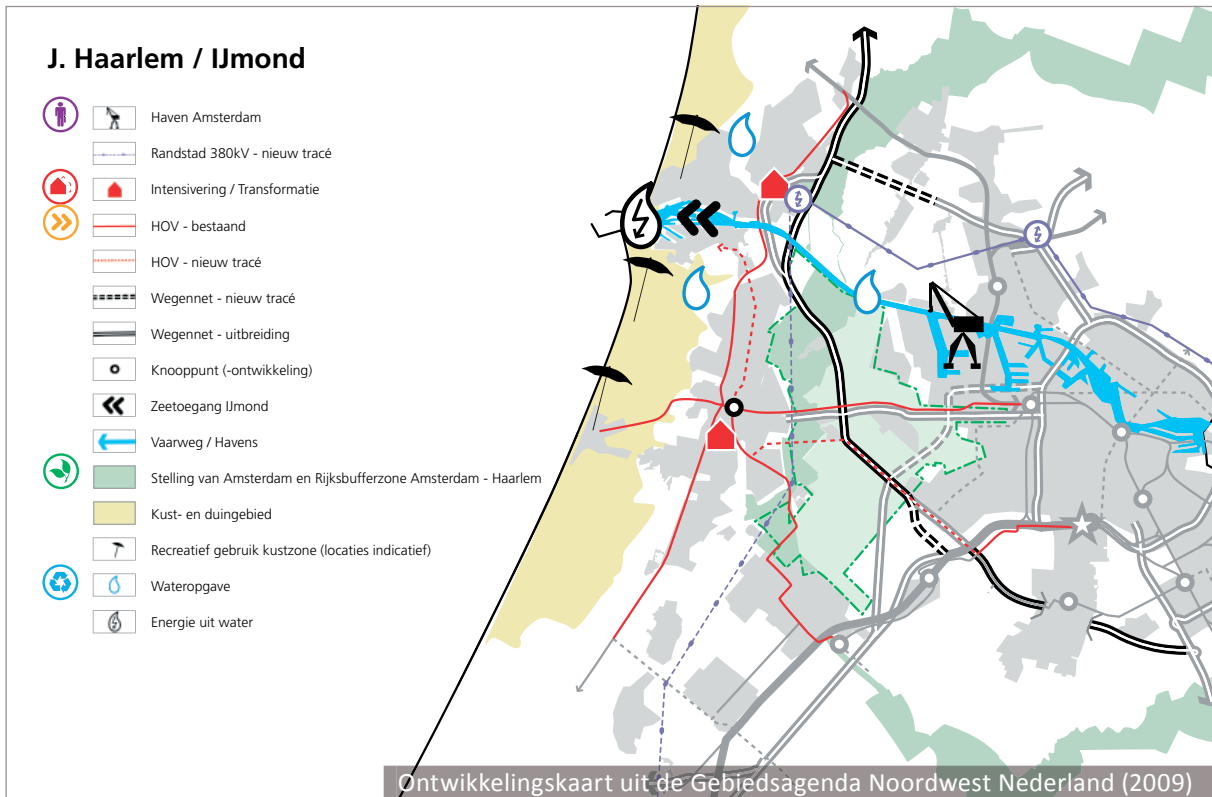 J. Haarlem / IJmond
Haven Amsterdam
Randstad 380kV - nieuw tracé
Intensivering / Transformatie
HOV - bestaand
HOV - nieuw tracé
Wegennet - nieuw tracé
Wegennet - uitbreiding
Knooppunt (-ontwikkeling)
Zeetoegang IJmond
Vaarweg / Havens
Stelling van Amsterdam en Rijksbufferzone Amsterdam - Haarlem
Kust- en duingebied
Recreatief gebruik kustzone (locaties indicatief)
Wateropgave
Energie uit water
Ontwikkelingskaart uit de Gebiedsagenda Noordwest Nederland (2009)